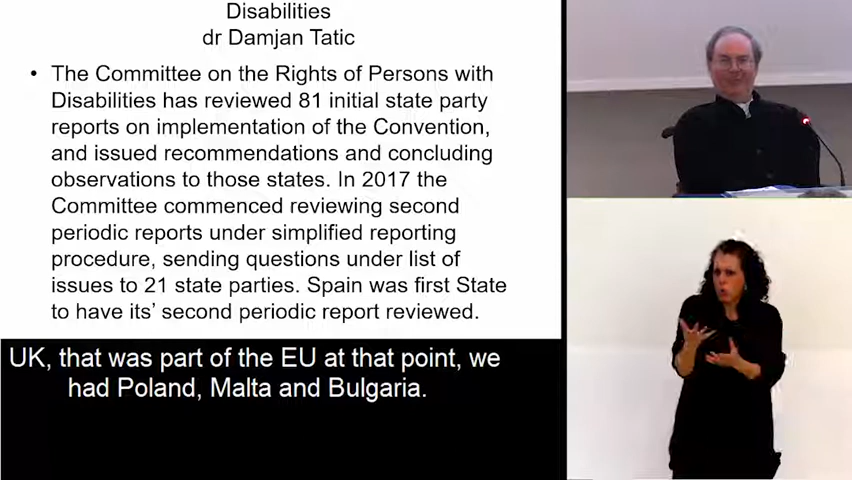 Disabilities
dr Damjan Tatic
• The Committee on the Rights of Persons with
Disabilities has reviewed 81 initial state party
reports on implementation of the Convention,
and issued recommendations and concluding
observations to those states. In 2017 the
Committee commenced reviewing second
periodic reports under simplified reporting
procedure, sending questions under list of
issues to 21 state parties. Spain was first State
to have its’ second periodic report reviewed.
UK, that was part of the EU at that point, we
had Poland, Malta and Bulgaria.